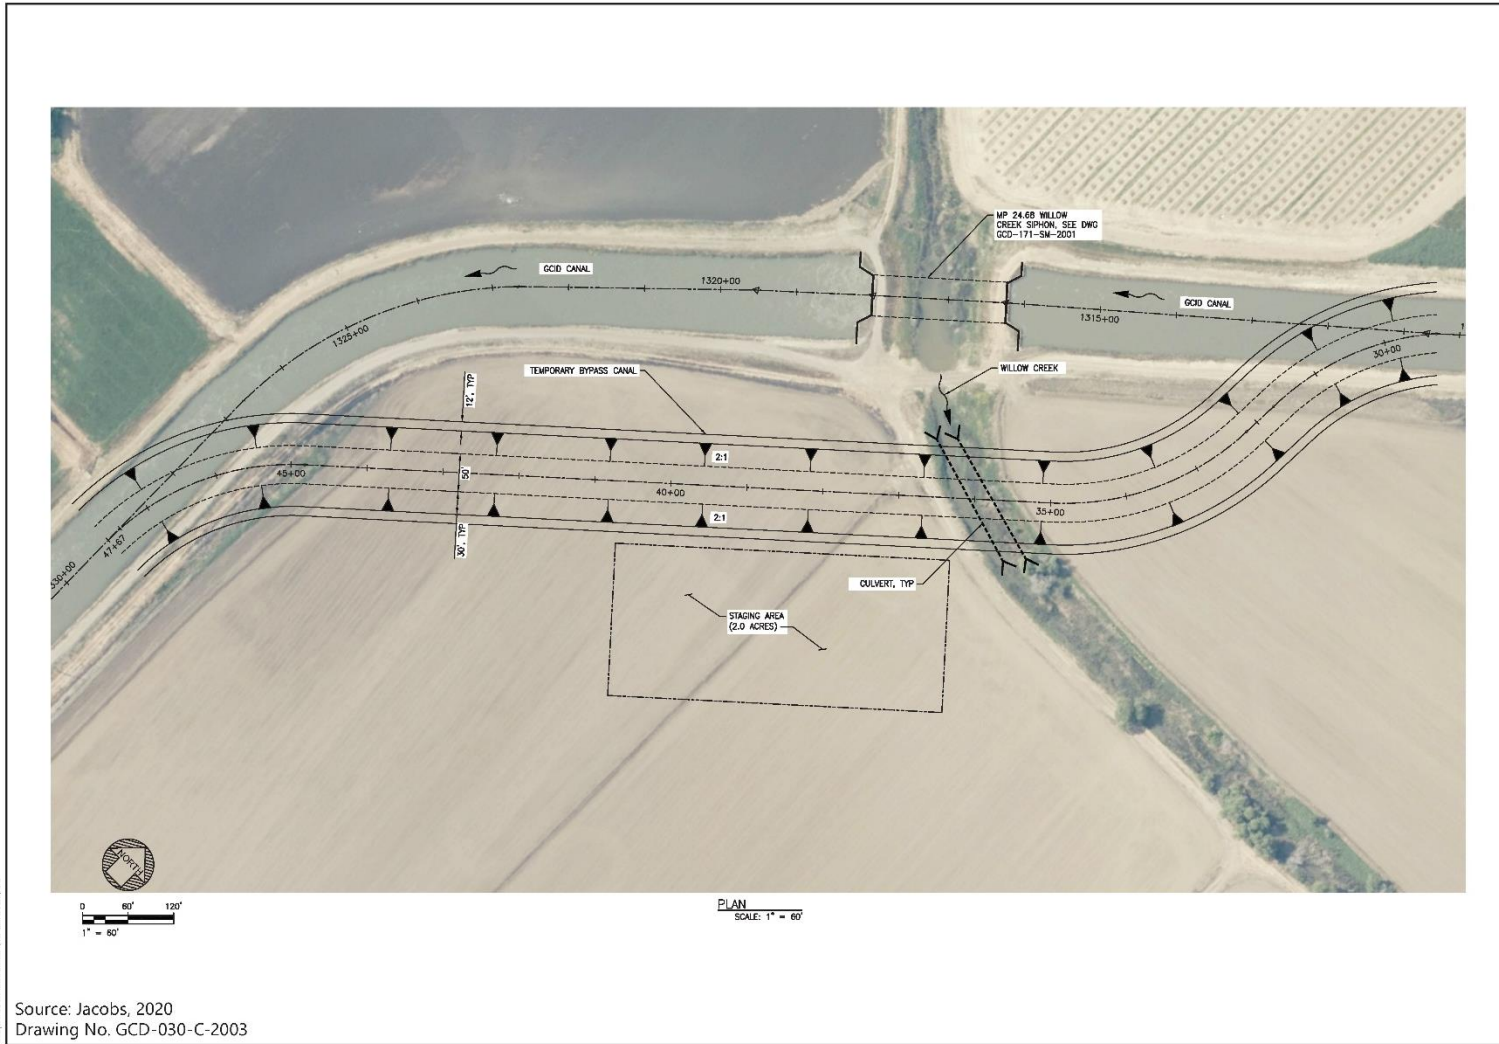 MP 24.68 WILLOW
CREEK SIPHON, SEE DWG
GCD-171-SM-2001
GCID CANAL
1320+00
GCID CANAL
1315+00
1325+00
30+00
TEMPORARY BYPASS CANAL
WILLOW CREEK
12', TYP
2:1
45+00
50'
40+00
35+00
2:1
30', TYP
47+67
CULVERT, TYP
STAGING AREA
(2.0 ACRES)
NORTH
0 60' 120'
1" = 60'
PLAN
SCALE: 1" = 60'
Source: Jacobs, 2020
Drawing No. GCD-030-C-2003